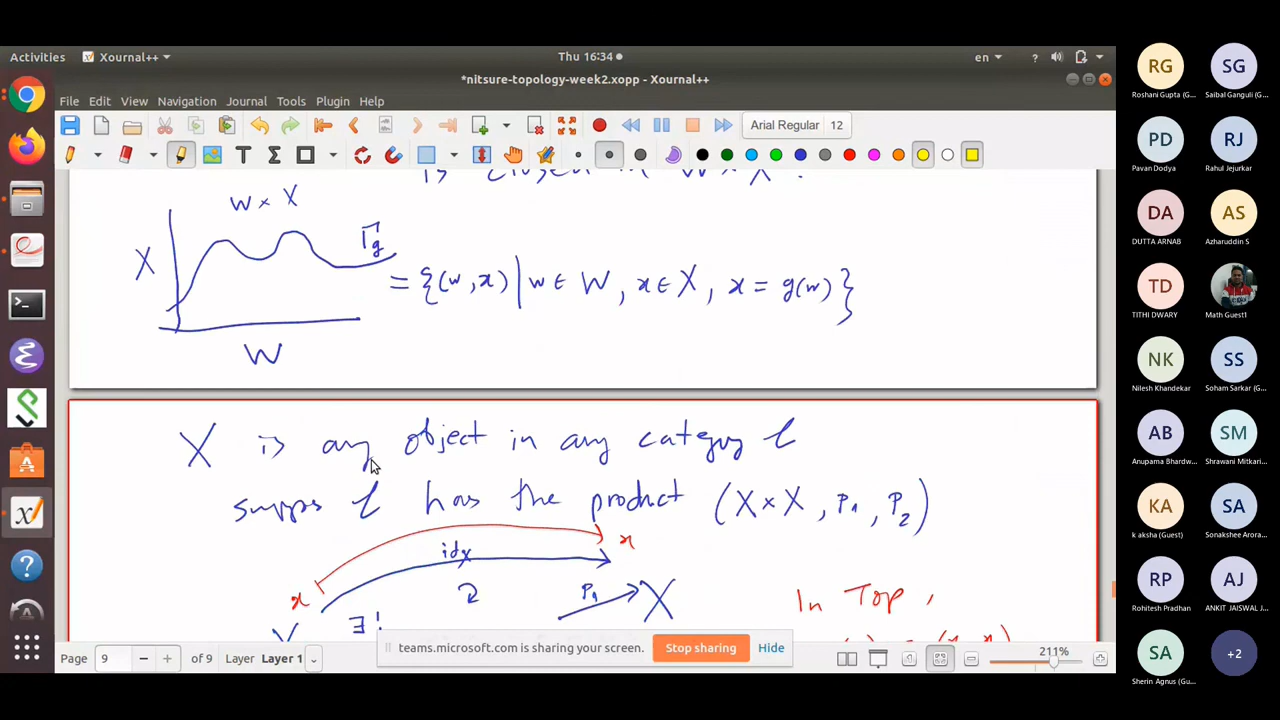 Activities Xournal++ Thu 16:34 en
*nitsure-topology-week2.xopp - Xournal++
File Edit View Navigation Journal Tools Plugin Help
Arial Regular 12
is closed in W × X
W × X
X
Γg
= {(w, x) | w ∈ W, x ∈ X, x = g(w)}
W
X is any object in any category C
suppos C has the product (X × X, P1, P2)
x
idX
x
P1
X
In Top,
∃!
teams.microsoft.com is sharing your screen. Stop sharing Hide
Page 9 of 9 Layer Layer 1 211%
RG
SG
Roshani Gupta (G...
Saibal Ganguli (G...
PD
RJ
Pavan Dodya
Rahul Jejurkar
DA
AS
DUTTA ARNAB
Azharuddin S
TD
TITHI DWARY
Math Guest1
NK
SS
Nilesh Khandekar
Soham Sarkar (G...
AB
SM
Anupama Bhardw...
Shrawani Mitkari...
KA
SA
k aksha (Guest)
Sonakshee Arora...
RP
AJ
Rohitesh Pradhan
ANKIT JAISWAL J...
SA
+2
Sherin Agnus (Gu...